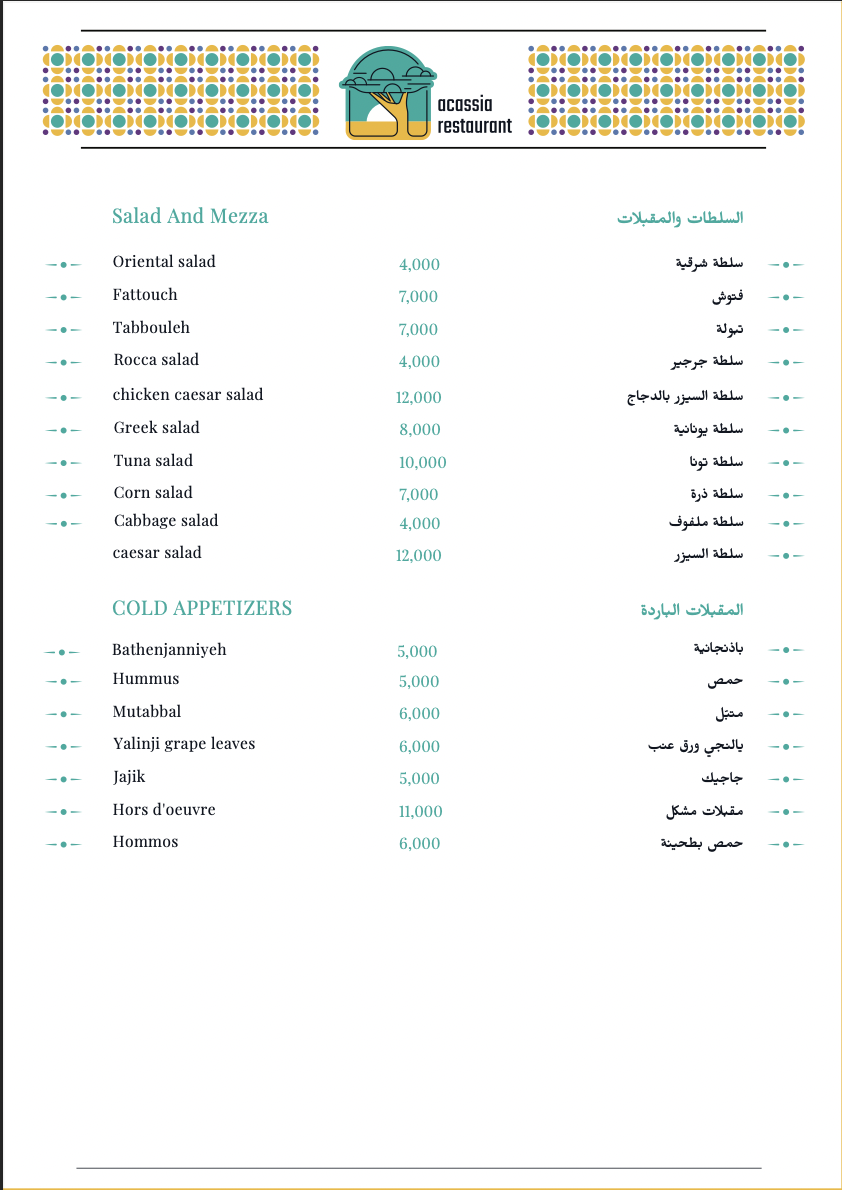 acassia
restaurant
Salad And Mezza السلطات والمقبلات
Oriental salad 4,000 سلطة شرقية
Fattouch 7,000 فتوش
Tabbouleh 7,000 تبولة
Rocca salad 4,000 سلطة جرجير
chicken caesar salad 12,000 سلطة السيزر بالدجاج
Greek salad 8,000 سلطة يونانية
Tuna salad 10,000 سلطة تونا
Corn salad 7,000 سلطة ذرة
Cabbage salad 4,000 سلطة ملفوف
caesar salad 12,000 سلطة السيزر
COLD APPETIZERS المقبلات الباردة
Bathenjanniyeh 5,000 باذنجانية
Hummus 5,000 حمص
Mutabbal 6,000 متبّل
Yalinji grape leaves 6,000 يالنجي ورق عنب
Jajik 5,000 جاجيك
Hors d'oeuvre 11,000 مقبلات مشكل
Hommos 6,000 حمص بطحينة